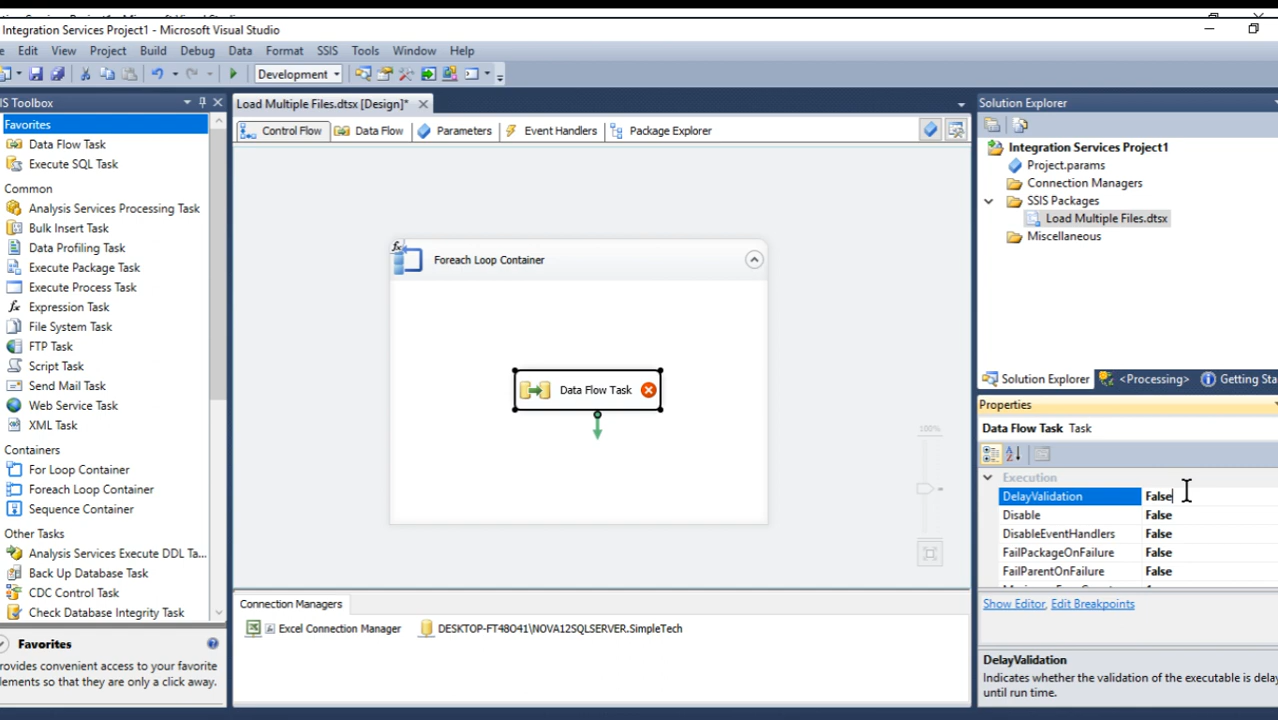 Integration Services Project1 - Microsoft Visual Studio
Edit View Project Build Debug Data Format SSIS Tools Window Help
Development
IS Toolbox
Load Multiple Files.dtsx [Design]*
Solution Explorer
Favorites
Data Flow Task
Execute SQL Task
Common
Analysis Services Processing Task
Bulk Insert Task
Data Profiling Task
Execute Package Task
Execute Process Task
Expression Task
File System Task
FTP Task
Script Task
Send Mail Task
Web Service Task
XML Task
Containers
For Loop Container
Foreach Loop Container
Sequence Container
Other Tasks
Analysis Services Execute DDL Ta...
Back Up Database Task
CDC Control Task
Check Database Integrity Task
Favorites
rovides convenient access to your favorite
lements so that they are only a click away.
Control Flow
Data Flow
Parameters
Event Handlers
Package Explorer
fx
Foreach Loop Container
Data Flow Task
100%
Connection Managers
Excel Connection Manager
DESKTOP-FT48O41\NOVA12SQLSERVER.SimpleTech
Integration Services Project1
Project.params
Connection Managers
SSIS Packages
Load Multiple Files.dtsx
Miscellaneous
Solution Explorer
<Processing>
Getting Sta
Properties
Data Flow Task Task
Execution
DelayValidation False
Disable False
DisableEventHandlers False
FailPackageOnFailure False
FailParentOnFailure False
Show Editor, Edit Breakpoints
DelayValidation
Indicates whether the validation of the executable is delay
until run time.